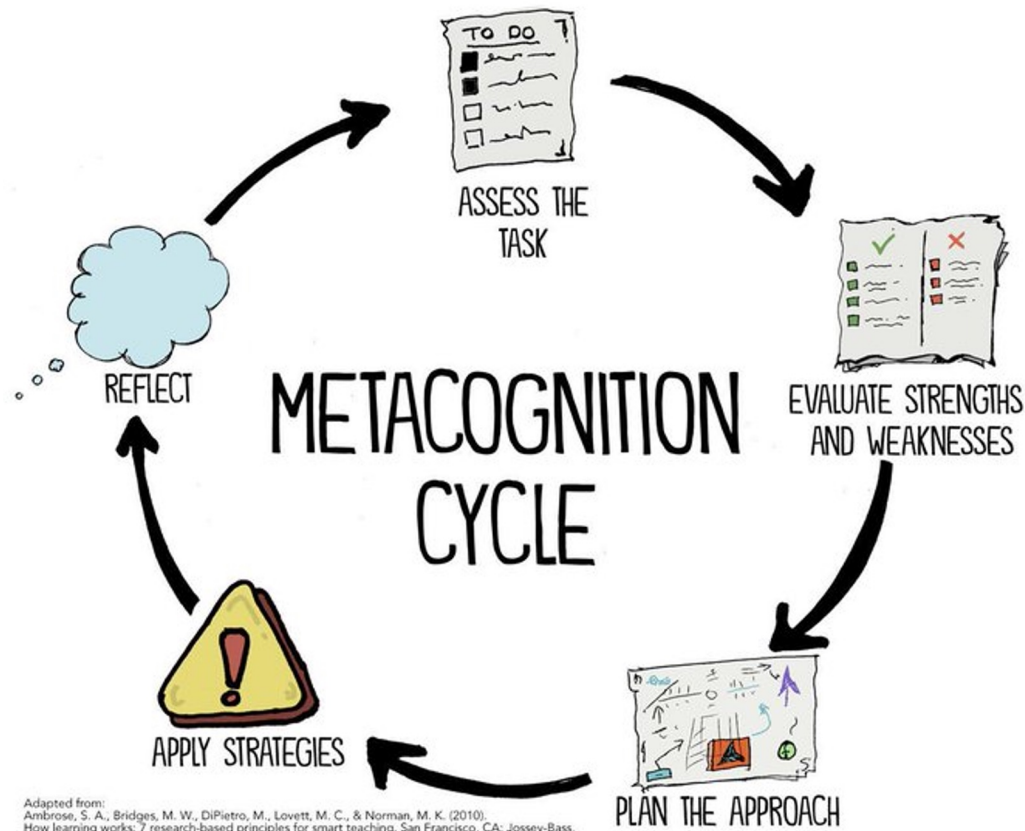 TO DO
ASSESS THE
TASK
EVALUATE STRENGTHS
AND WEAKNESSES
REFLECT
METACOGNITION
CYCLE
APPLY STRATEGIES
PLAN THE APPROACH
Adapted from:
Ambrose, S. A., Bridges, M. W., DiPietro, M., Lovett, M. C., & Norman, M. K. (2010).
How learning works: 7 research-based principles for smart teaching. San Francisco, CA: Jossey-Bass.